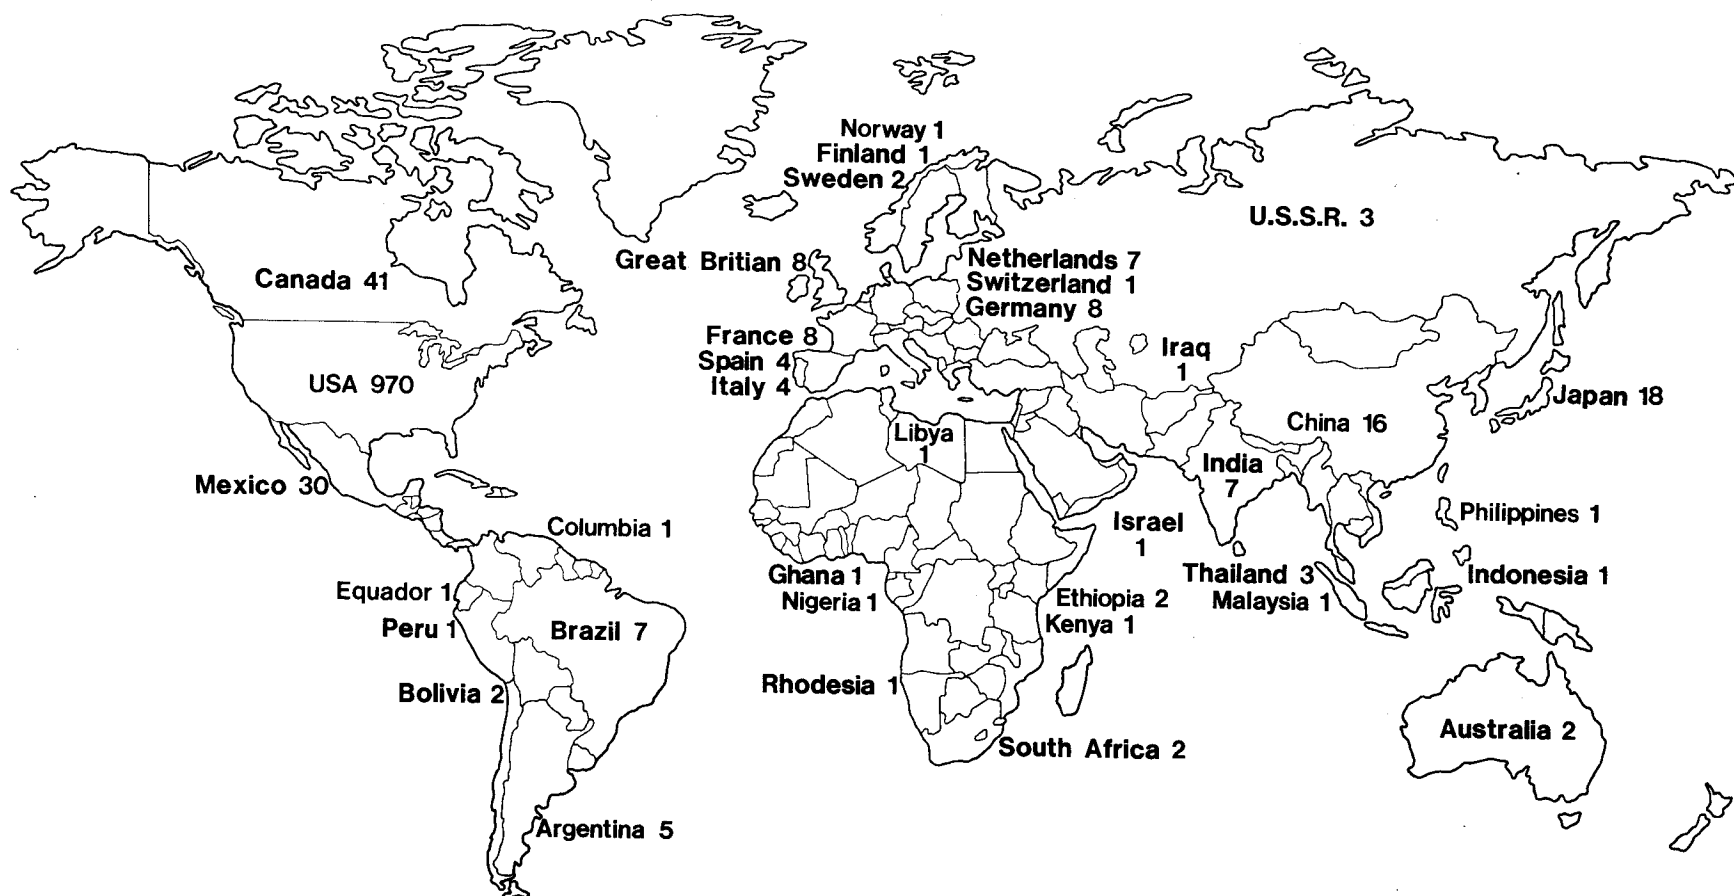 Norway 1
Finland 1
Sweden 2
U.S.S.R. 3
Great Britian 8
Netherlands 7
Switzerland 1
Germany 8
Canada 41
France 8
Spain 4
Italy 4
Iraq
1
USA 970
Japan 18
China 16
Libya
1
India
7
Mexico 30
Philippines 1
Columbia 1
Israel
1
Ghana 1
Nigeria 1
Thailand 3
Malaysia 1
Indonesia 1
Equador 1
Ethiopia 2
Kenya 1
Peru 1
Brazil 7
Rhodesia 1
Bolivia 2
Australia 2
South Africa 2
Argentina 5